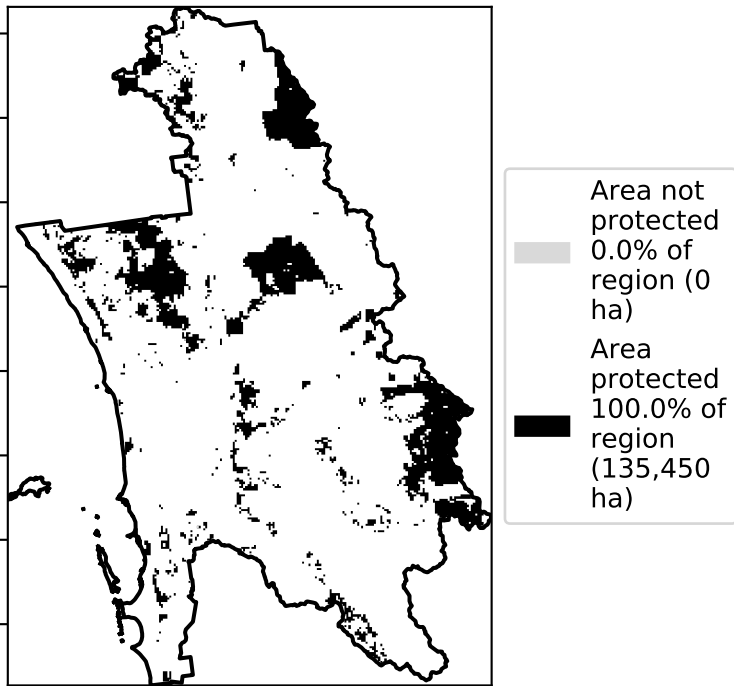 Area not
protected
0.0% of
region (0
ha)
Area
protected
100.0% of
region
(135,450
ha)